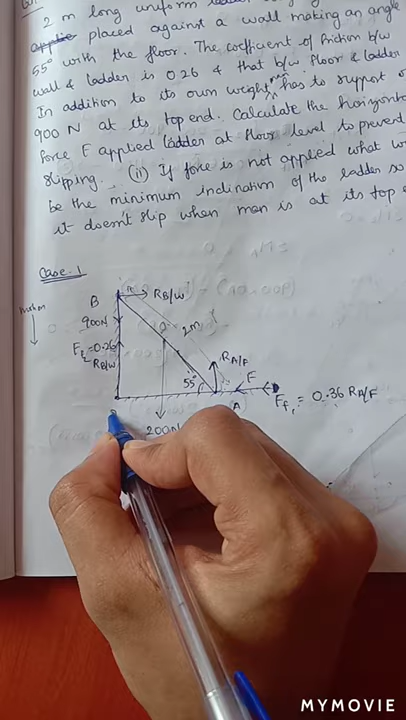 2 m long uniform ladder
placed against a wall making an angle
55° with the floor. The coefficient of friction b/w
wall & ladder is 0.26 & that b/w floor & ladder
In addition to its own weight, man has to support
900 N at its top end. Calculate the horizonta
force F applied ladder at floor level to prevent
slipping. (ii) If force is not applied what
be the minimum inclination of the ladder so
it doesn't slip when men is at its top
Case-1
B
RB/W
motion
900N
2m
Ff2 = 0.26
RB/W
RA/F
55°
F
A
Ff1 = 0.36 RA/F
200N
MYMOVIE